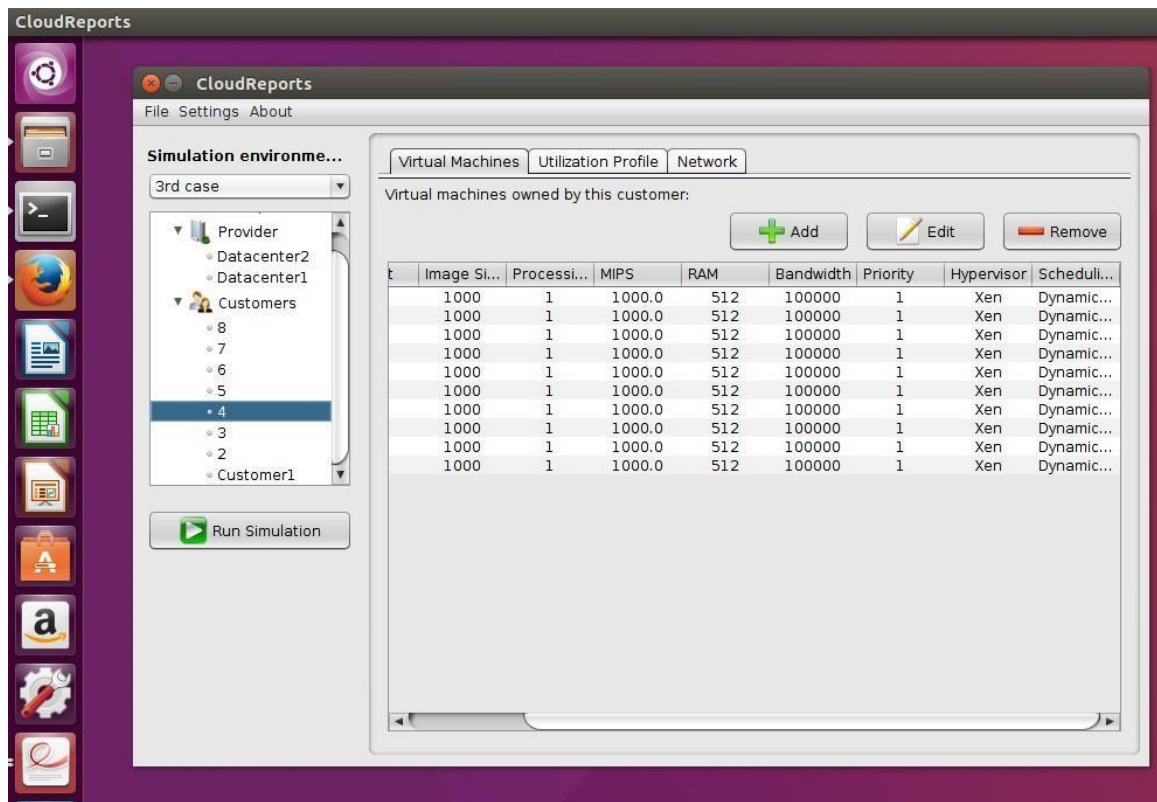 CloudReports
CloudReports
File Settings About
Simulation environme...
3rd case
Provider
Datacenter2
Datacenter1
Customers
8
7
6
5
4
3
2
Customer1
Run Simulation
Virtual Machines Utilization Profile Network
Virtual machines owned by this customer:
Add Edit Remove
t Image Si... Processi... MIPS RAM Bandwidth Priority Hypervisor Scheduli...
1000 1 1000.0 512 100000 1 Xen Dynamic...
1000 1 1000.0 512 100000 1 Xen Dynamic...
1000 1 1000.0 512 100000 1 Xen Dynamic...
1000 1 1000.0 512 100000 1 Xen Dynamic...
1000 1 1000.0 512 100000 1 Xen Dynamic...
1000 1 1000.0 512 100000 1 Xen Dynamic...
1000 1 1000.0 512 100000 1 Xen Dynamic...
1000 1 1000.0 512 100000 1 Xen Dynamic...
1000 1 1000.0 512 100000 1 Xen Dynamic...
1000 1 1000.0 512 100000 1 Xen Dynamic...